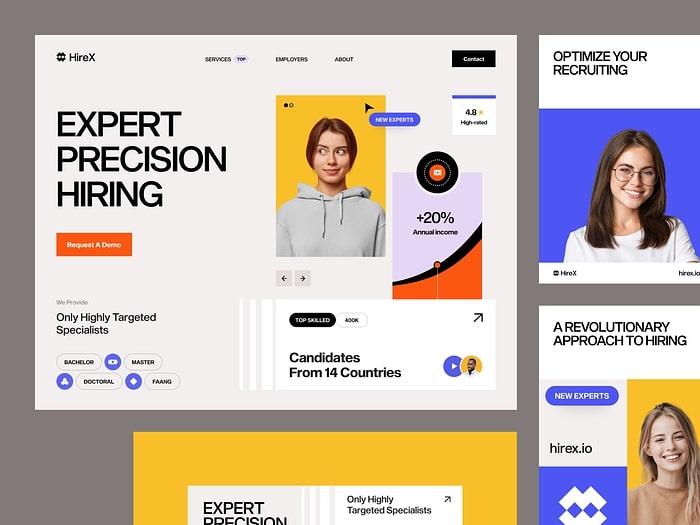 HireX
SERVICES TOP
EMPLOYERS
ABOUT
Contact
EXPERT
PRECISION
HIRING
Request A Demo
NEW EXPERTS
4.8
High-rated
+20%
Annual income
We Provide
Only Highly Targeted
Specialists
BACHELOR
MASTER
DOCTORAL
FAANG
TOP SKILLED
400K
Candidates
From 14 Countries
OPTIMIZE YOUR
RECRUITING
HireX
hirex.io
A REVOLUTIONARY
APPROACH TO HIRING
NEW EXPERTS
hirex.io
EXPERT
PRECISION
Only Highly
Targeted Specialists